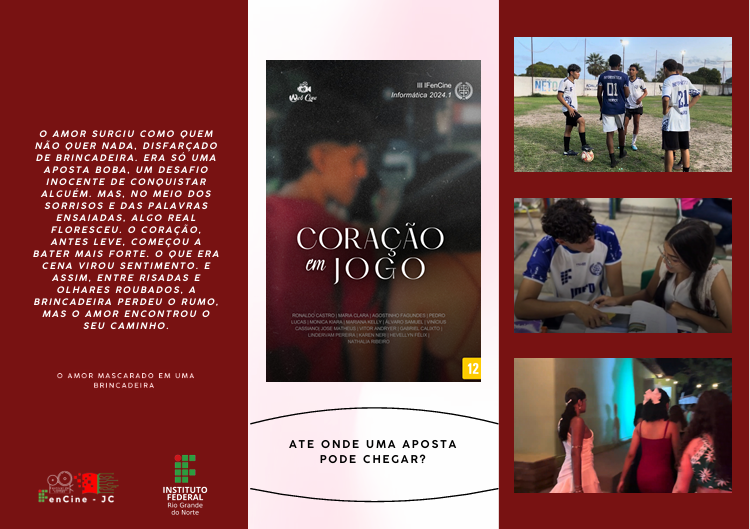 O AMOR SURGIU COMO QUEM
NÃO QUER NADA, DISFARÇADO
DE BRINCADEIRA. ERA SÓ UMA
APOSTA BOBA, UM DESAFIO
INOCENTE DE CONQUISTAR
ALGUÉM. MAS, NO MEIO DOS
SORRISOS E DAS PALAVRAS
ENSAIADAS, ALGO REAL
FLORESCEU. O CORAÇÃO,
ANTES LEVE, COMEÇOU A
BATER MAIS FORTE. O QUE ERA
CENA VIROU SENTIMENTO. E
ASSIM, ENTRE RISADAS E
OLHARES ROUBADOS, A
BRINCADEIRA PERDEU O RUMO,
MAS O AMOR ENCONTROU O
SEU CAMINHO.
O AMOR MASCARADO EM UMA
BRINCADEIRA
FenCine - JC
INSTITUTO
FEDERAL
Rio Grande
do Norte
III IFenCine
Informática 2024.1
CORAÇÃO
em JOGO
RONALDO CASTRO | MARIA CLARA | AGOSTINHO FAGUNDES | PEDRO
LUCAS | MONICA KIARA | MARIANA KELLY | ALVARO SAMUEL | VINICIUS
CASSIANO | JOSE MATHEUS | VITOR ANDRYER | GABRIEL CALIXTO |
LINDERVAM PEREIRA | KAREN NERI | HEVELLYN FELIX |
NATHALIA RIBEIRO
12
ATE ONDE UMA APOSTA
PODE CHEGAR?
01
21